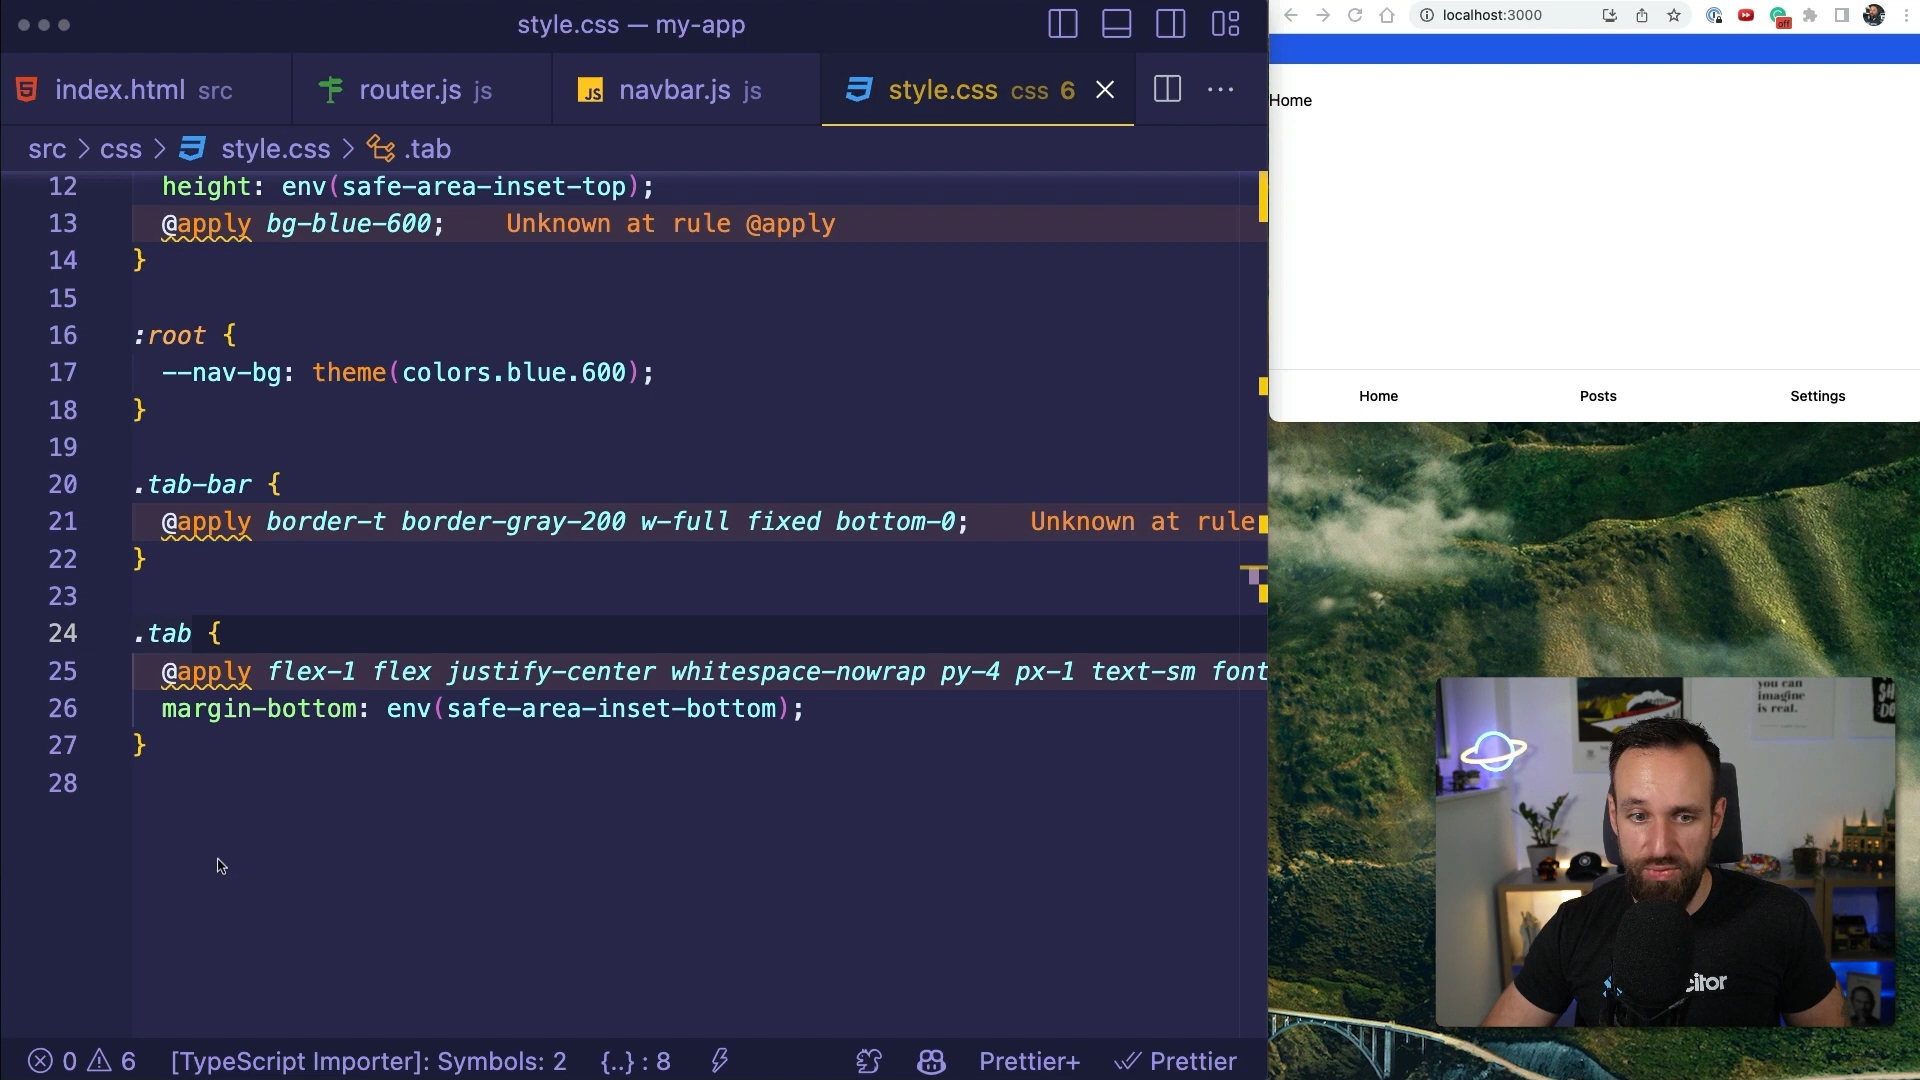 style.css — my-app
index.html src
router.js js
JS navbar.js js
style.css css 6
src > css > style.css > .tab
12 height: env(safe-area-inset-top);
13 @apply bg-blue-600; Unknown at rule @apply
14 }
15
16 :root {
17 --nav-bg: theme(colors.blue.600);
18 }
19
20 .tab-bar {
21 @apply border-t border-gray-200 w-full fixed bottom-0; Unknown at rule
22 }
23
24 .tab {
25 @apply flex-1 flex justify-center whitespace-nowrap py-4 px-1 text-sm font
26 margin-bottom: env(safe-area-inset-bottom);
27 }
28
0 6 [TypeScript Importer]: Symbols: 2 {..} : 8 Prettier+ Prettier
localhost:3000
off
Home
Home Posts Settings
you can
imagine
is real.
citor